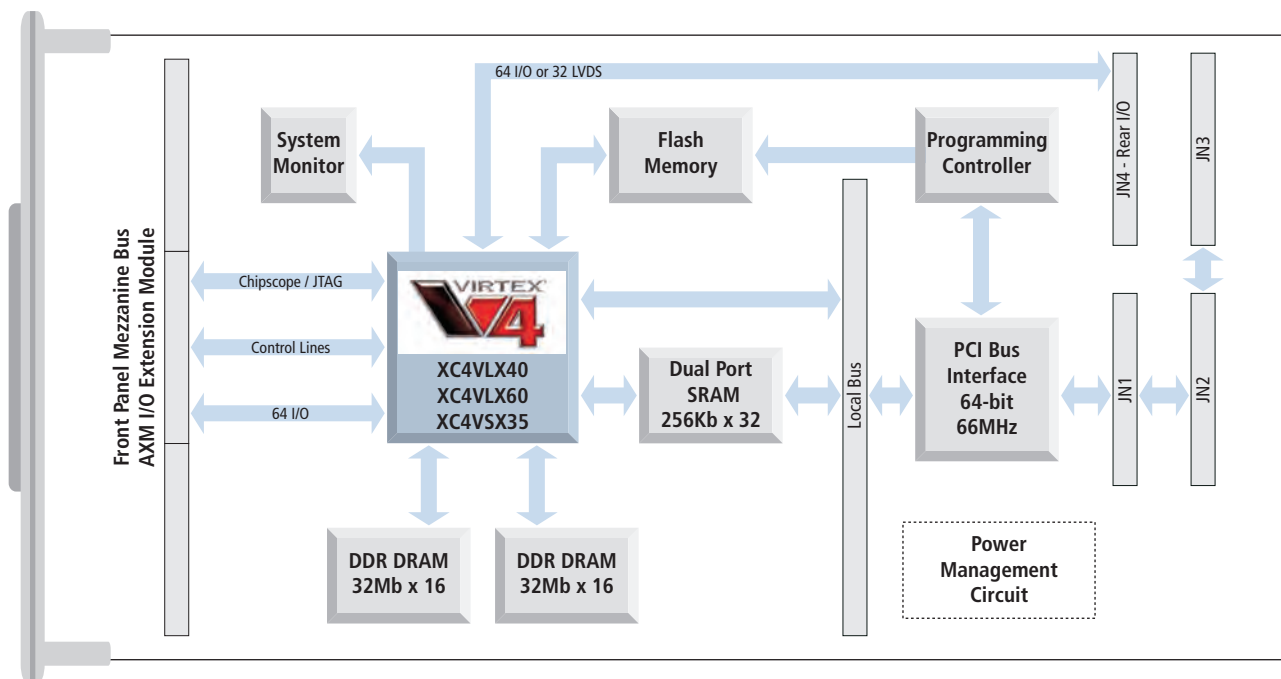 64 I/O or 32 LVDS
System
Monitor
Flash
Memory
Programming
Controller
JN4 - Rear I/O
JN3
Front Panel Mezzanine Bus
AXM I/O Extension Module
Chipscope / JTAG
Control Lines
64 I/O
VIRTEX
V4
XC4VLX40
XC4VLX60
XC4VSX35
Dual Port
SRAM
256Kb x 32
Local Bus
PCI Bus
Interface
64-bit
66MHz
JN1
JN2
DDR DRAM
32Mb x 16
DDR DRAM
32Mb x 16
Power
Management
Circuit